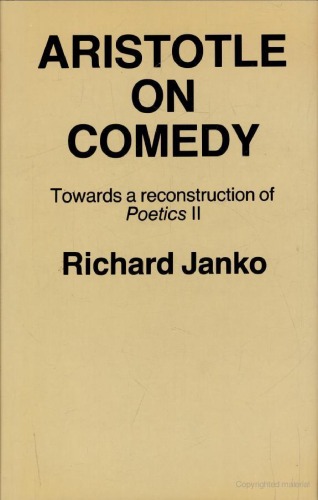 ARISTOTLE
ON
COMEDY
Towards a reconstruction of
Poetics II
Richard Janko
Copyrighted material